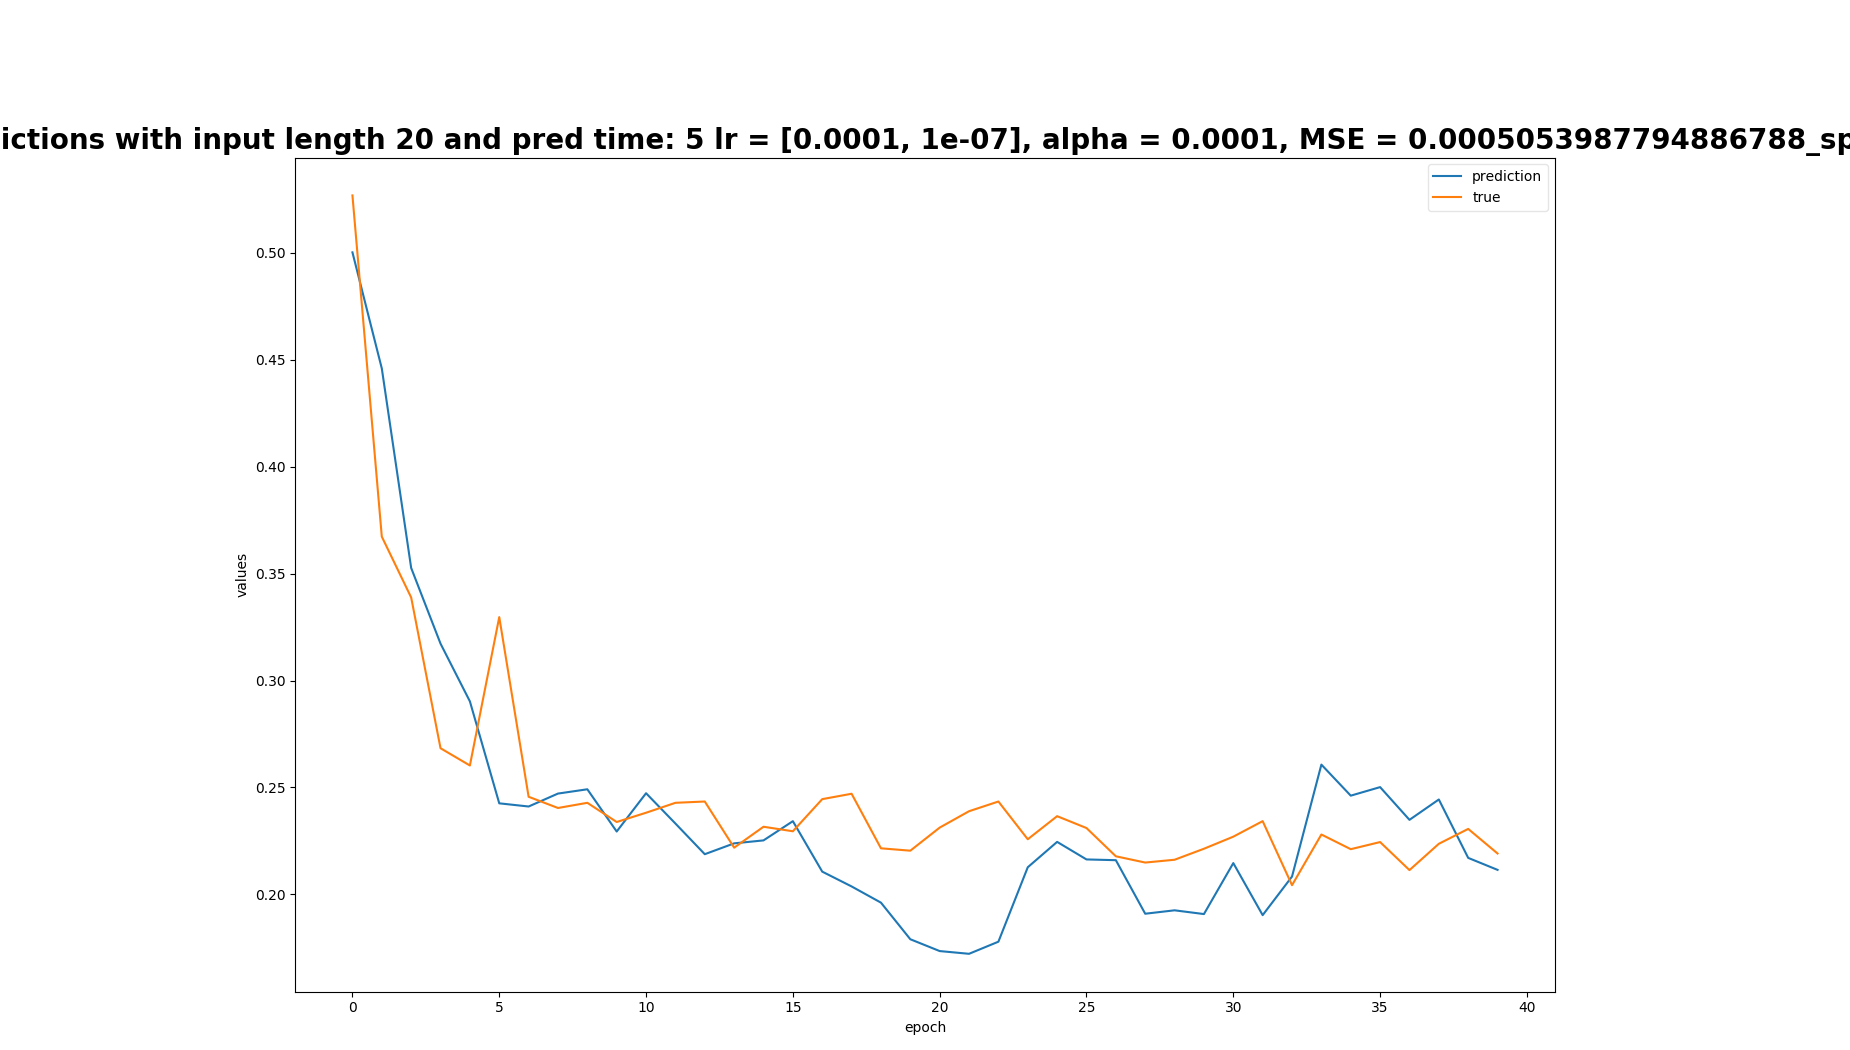 ictions with input length 20 and pred time: 5 lr = [0.0001, 1e-07], alpha = 0.0001, MSE = 0.0005053987794886788_sp
prediction
true
0.50
0.45
0.40
0.35
0.30
0.25
0.20
values
0 5 10 15 20 25 30 35 40
epoch